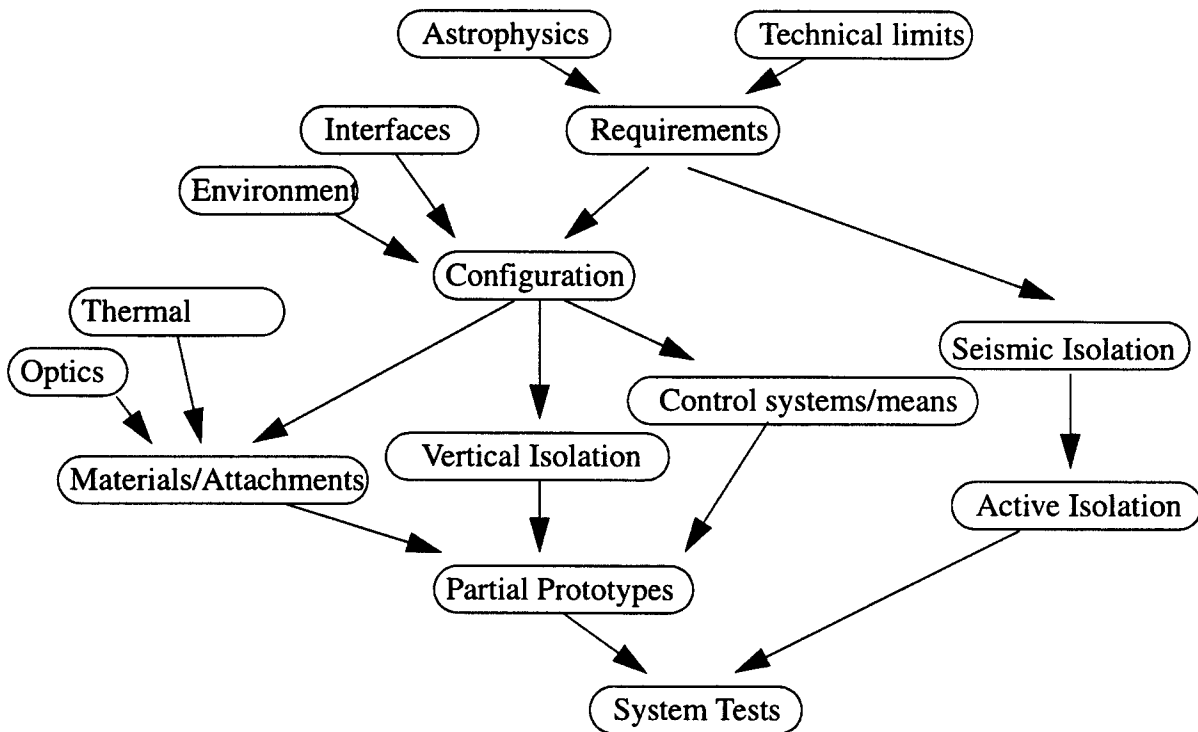 Astrophysics
Technical limits
Interfaces
Requirements
Environment
Configuration
Thermal
Optics
Seismic Isolation
Control systems/means
Vertical Isolation
Materials/Attachments
Active Isolation
Partial Prototypes
System Tests